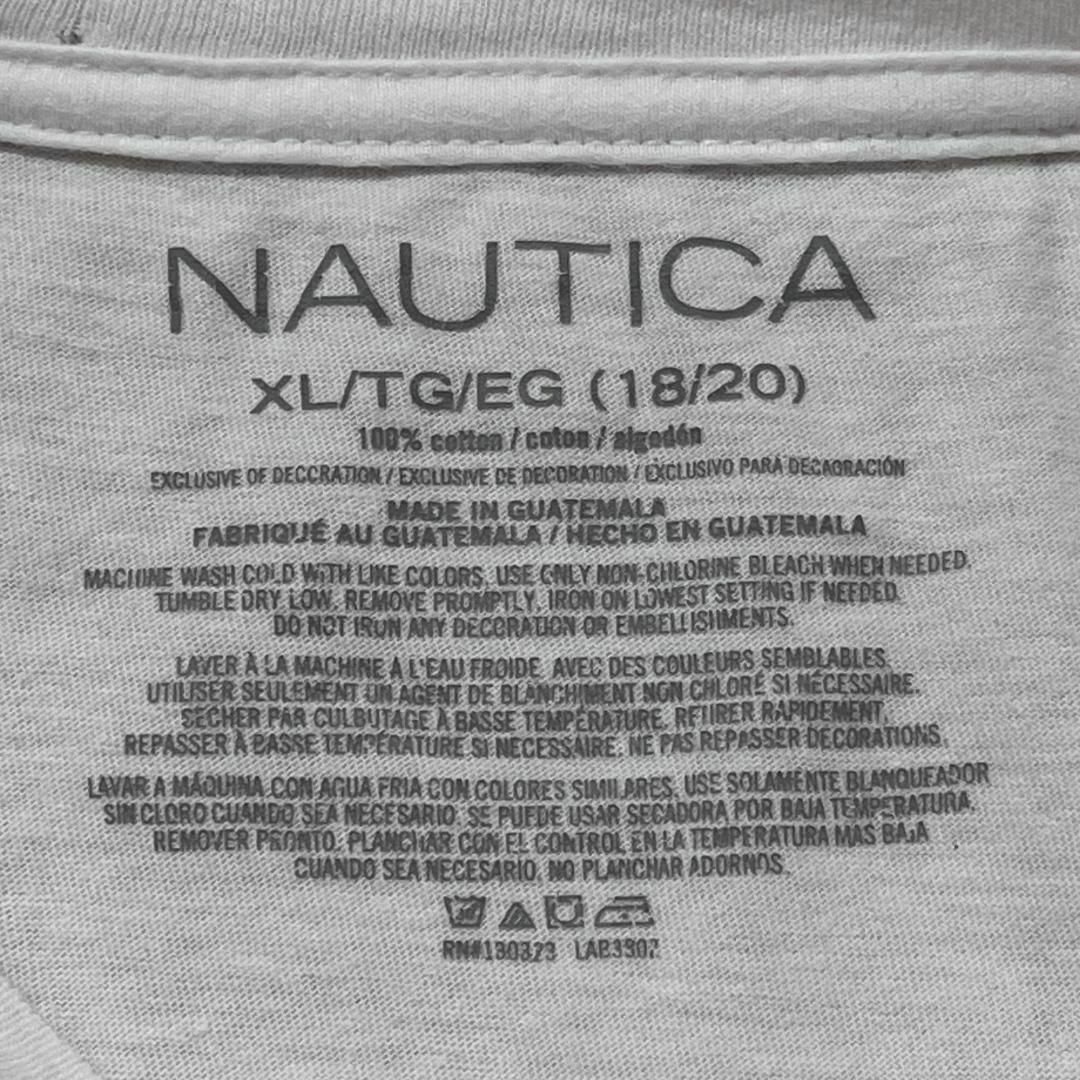 NAUTICA
XL/TG/EG (18/20)
100% cotton / coton / algodón
EXCLUSIVE OF DECORATION / EXCLUSIVE DE DECORATION / EXCLUSIVO PARA DECAORACIÓN
MADE IN GUATEMALA
FABRIQUÉ AU GUATEMALA / HECHO EN GUATEMALA
MACHINE WASH COLD WITH LIKE COLORS. USE ONLY NON-CHLORINE BLEACH WHEN NEEDED.
TUMBLE DRY LOW. REMOVE PROMPTLY. IRON ON LOWEST SETTING IF NEEDED.
DO NOT IRON ANY DECORATION OR EMBELLISHMENTS.
LAVER À LA MACHINE A L'EAU FROIDE, AVEC DES COULEURS SEMBLABLES.
UTILISER SEULEMENT UN AGENT DE BLANCHIMENT NON CHLORÉ SI NÉCESSAIRE.
SECHER PAR CULBUTAGE À BASSE TEMPÉRATURE. RETIRER RAPIDEMENT.
REPASSER À BASSE TEMPÉRATURE SI NECESSAIRE. NE PAS REPASSER DECORATIONS.
LAVAR A MÁQUINA CON AGUA FRIA CON COLORES SIMILARES. USE SOLAMÉNTE BLANQUEADOR
SIN CLORO CUANDO SEA NECESARIO. SE PUEDE USAR SECADORA POR BAJA TEMPERATURA.
REMOVER PRONTO. PLANCHAR CON EL CONTROL EN LA TEMPERATURA MAS BAJA
CUANDO SEA NECESARIO. NO PLANCHAR ADORNOS.
RN#130323 LAB3307